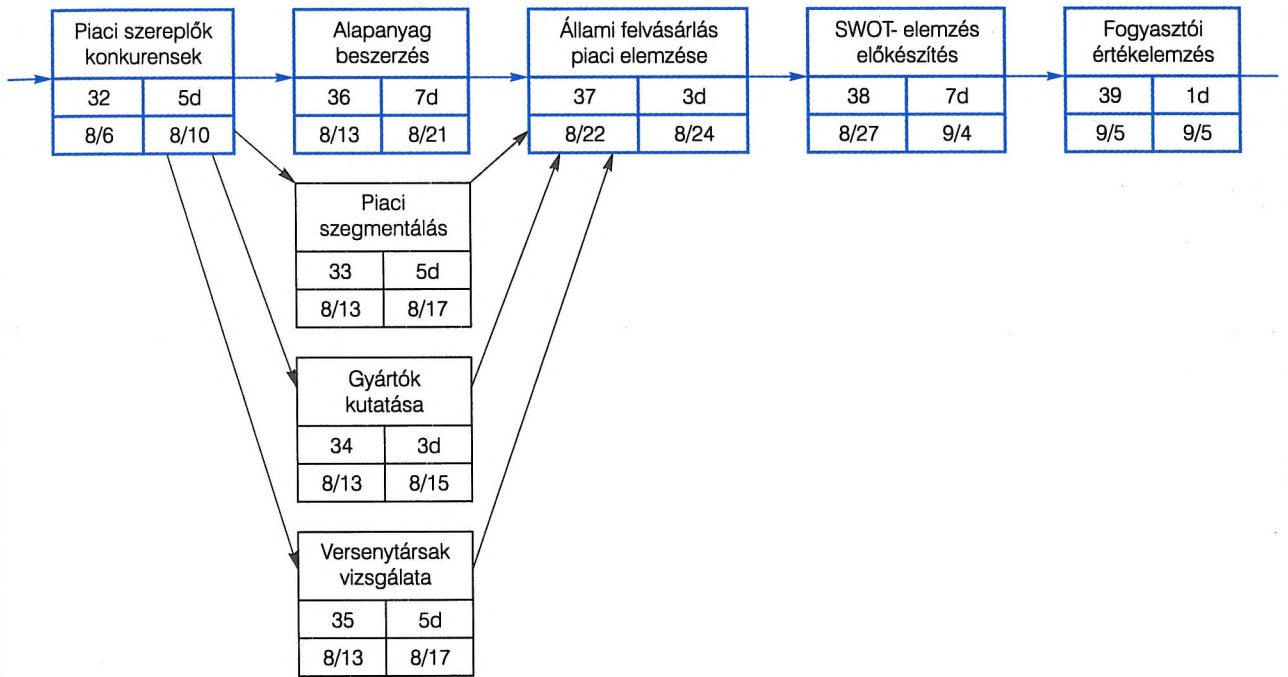 Piaci szereplők
konkurensek
32 5d
8/6 8/10
Alapanyag
beszerzés
36 7d
8/13 8/21
Állami felvásárlás
piaci elemzése
37 3d
8/22 8/24
SWOT- elemzés
előkészítés
38 7d
8/27 9/4
Fogyasztói
értékelemzés
39 1d
9/5 9/5
Piaci
szegmentálás
33 5d
8/13 8/17
Gyártók
kutatása
34 3d
8/13 8/15
Versenytársak
vizsgálata
35 5d
8/13 8/17